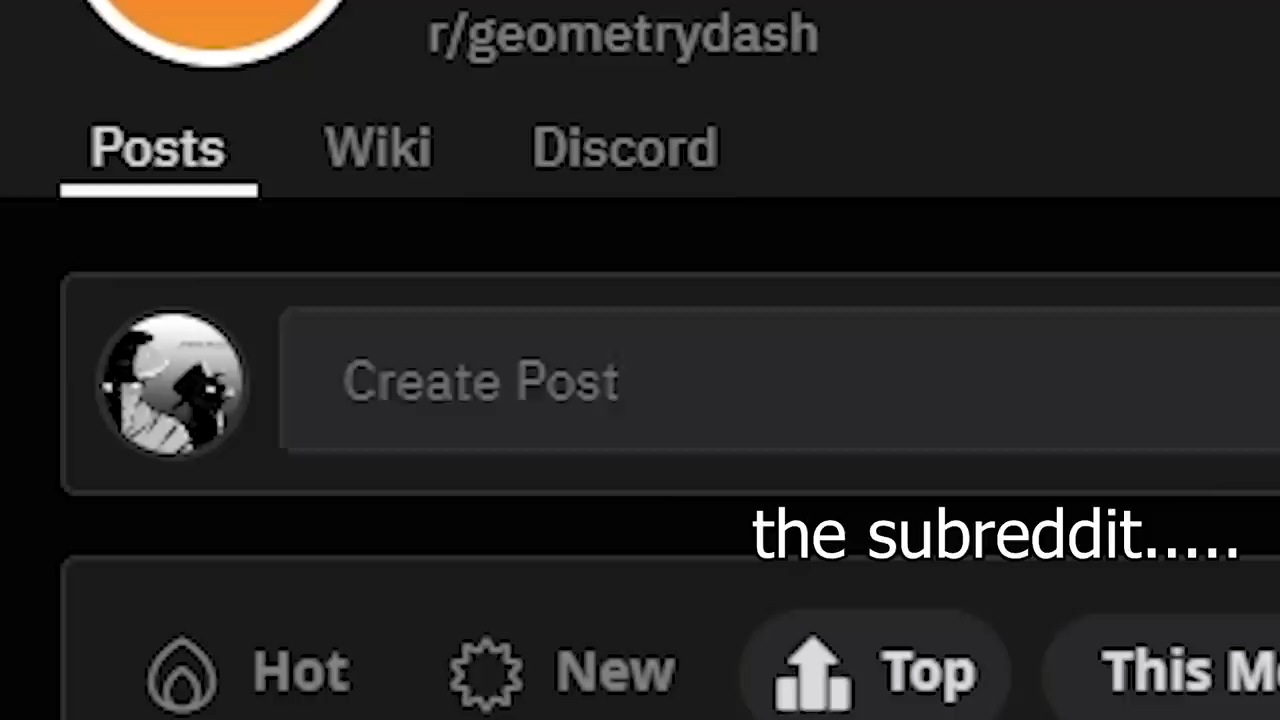 r/geometrydash
Posts Wiki Discord
Create Post
the subreddit.....
Hot New Top This